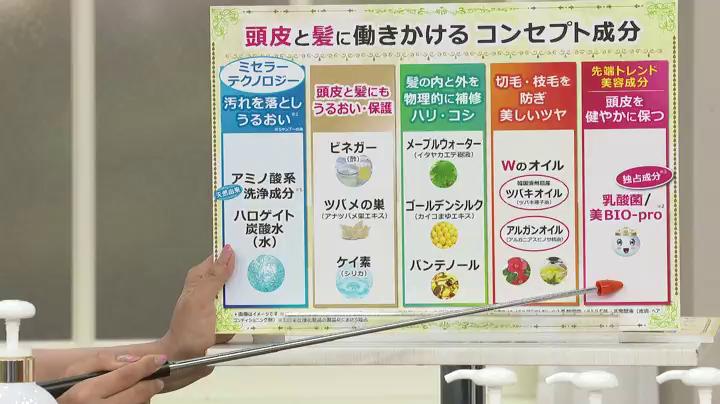 頭皮と髪に働きかける コンセプト成分
ミセラー
テクノロジー
汚れを落とし
うるおい
アミノ酸系
天然由来
洗浄成分
ハロゲイト
炭酸水
(水)
頭皮と髪にも
うるおい・保護
ビネガー
(酢)
ツバメの巣
(アナツバメ巣エキス)
ケイ素
(シリカ)
髪の内と外を
物理的に補修
ハリ・コシ
メープルウォーター
(イタヤカエデ樹液)
ゴールデンシルク
(カイコまゆエキス)
パンテノール
切毛・枝毛を
防ぎ
美しいツヤ
Wのオイル
韓国済州島産
ツバキオイル
(ツバキ種子油)
アルガンオイル
(アルガニアスピノサ核油)
先端トレンド
美容成分
頭皮を
健やかに保つ
独占成分
乳酸菌/
美BIO-pro